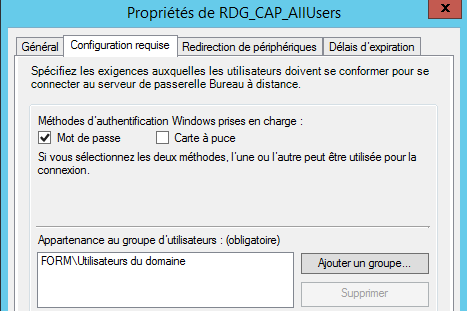 Propriétés de RDG_CAP_AllUsers
x
Général
Configuration requise
Redirection de périphériques
Délais d'expiration
Spécifiez les exigences auxquelles les utilisateurs doivent se conformer pour se
connecter au serveur de passerelle Bureau à distance.
Méthodes d'authentification Windows prises en charge :
Mot de passe
Carte à puce
Si vous sélectionnez les deux méthodes, l'une ou l'autre peut être utilisée pour la
connexion.
Appartenance au groupe d'utilisateurs : (obligatoire)
FORM\Utilisateurs du domaine
Ajouter un groupe...
Supprimer